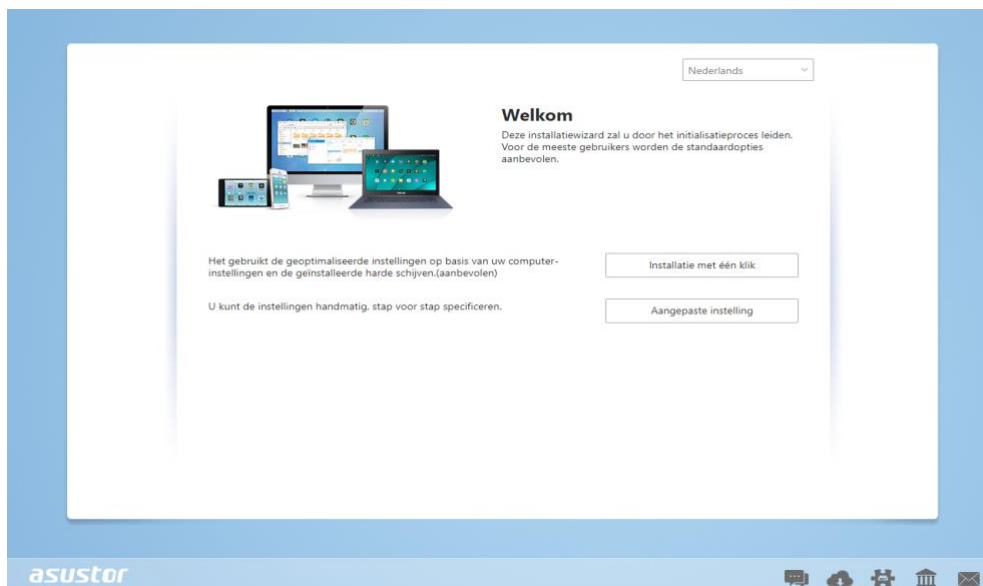 Nederlands
Welkom
Deze installatiewizard zal u door het initialisatieproces leiden.
Voor de meeste gebruikers worden de standaardopties
aanbevolen.
Het gebruikt de geoptimaliseerde instellingen op basis van uw computer-
instellingen en de geïnstalleerde harde schijven.(aanbevolen)
Installatie met één klik
U kunt de instellingen handmatig, stap voor stap specificeren.
Aangepaste instelling
asustor